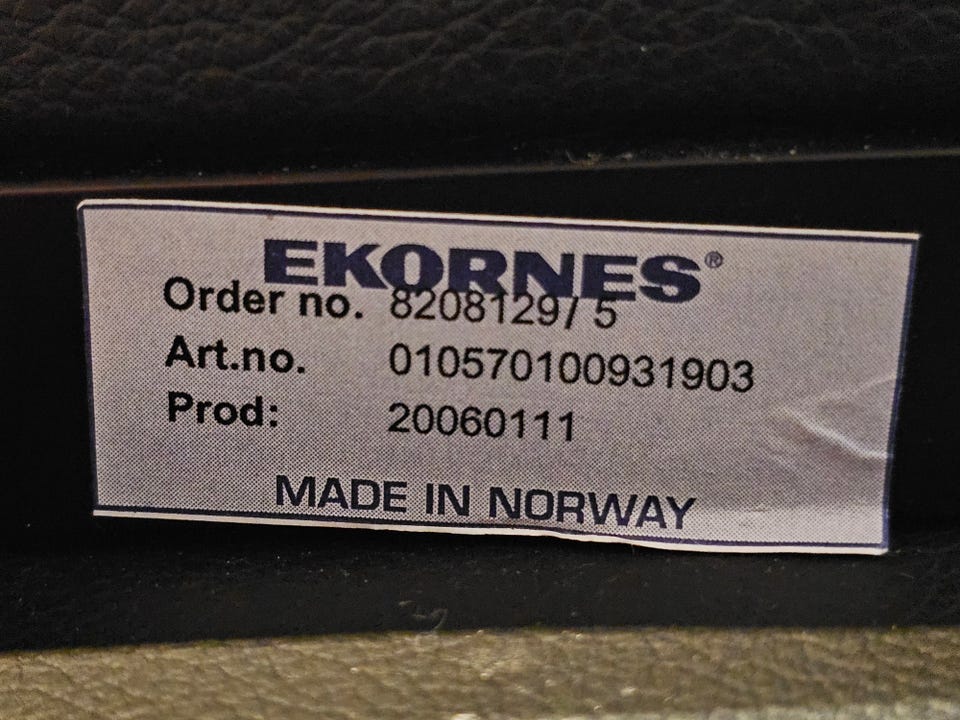 EKORNES®
Order no. 8208129/ 5
Art.no. 010570100931903
Prod: 20060111
MADE IN NORWAY